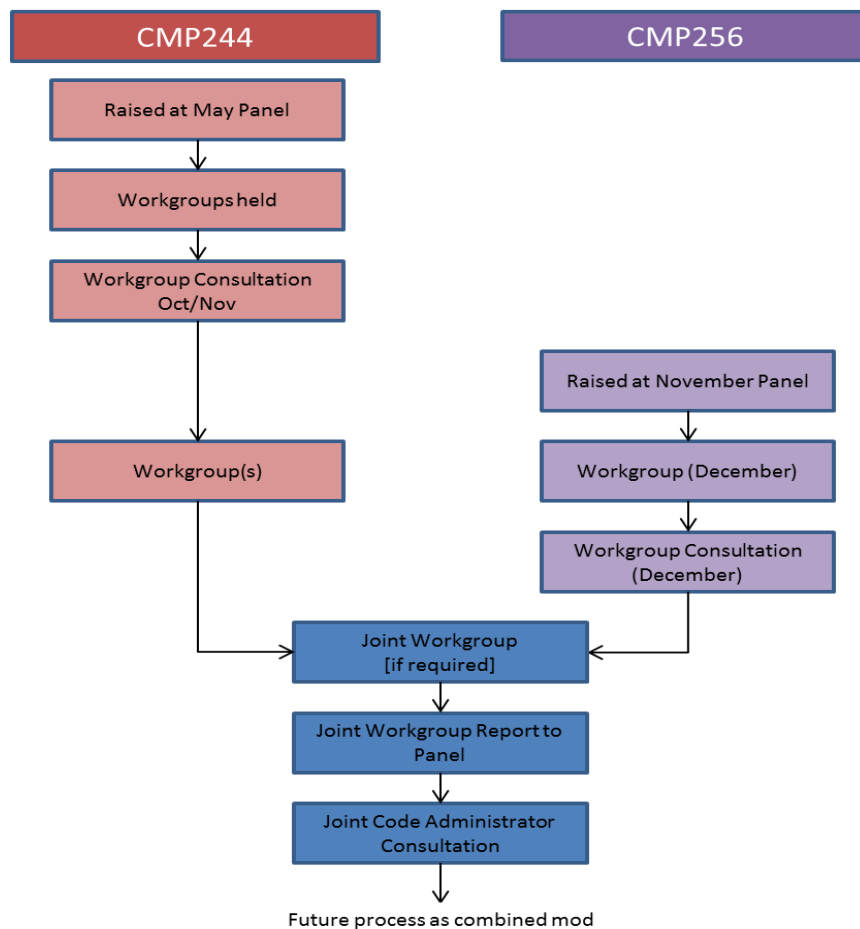 CMP244
CMP256
Raised at May Panel
Workgroups held
Workgroup Consultation
Oct/Nov
Raised at November Panel
Workgroup(s)
Workgroup (December)
Workgroup Consultation
(December)
Joint Workgroup
[if required]
Joint Workgroup Report to
Panel
Joint Code Administrator
Consultation
Future process as combined mod